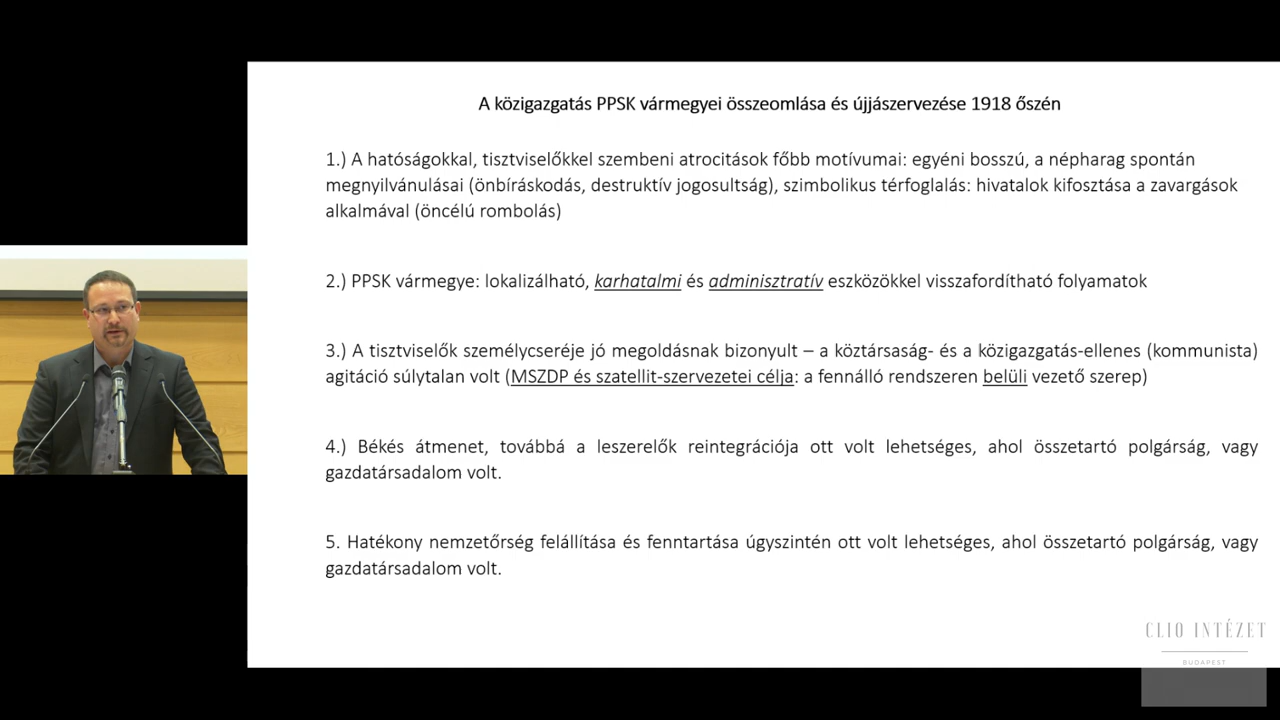 A közigazgatás PPSK vármegyei összeomlása és újjászervezése 1918 őszén
1.) A hatóságokkal, tisztviselőkkel szembeni atrocitások főbb motívumai: egyéni bosszú, a népharag spontán
megnyilvánulásai (önbíráskodás, destruktív jogosultság), szimbolikus térfoglalás: hivatalok kifosztása a zavargások
alkalmával (öncélú rombolás)
2.) PPSK vármegye: lokalizálható, karhatalmi és adminisztratív eszközökkel visszafordítható folyamatok
3.) A tisztviselők személycseréje jó megoldásnak bizonyult – a köztársaság- és a közigazgatás-ellenes (kommunista)
agitáció súlytalan volt (MSZDP és szatellit-szervezetei célja: a fennálló rendszeren belüli vezető szerep)
4.) Békés átmenet, továbbá a leszerelők reintegrációja ott volt lehetséges, ahol összetartó polgárság, vagy
gazdatársadalom volt.
5. Hatékony nemzetőrség felállítása és fenntartása úgyszintén ott volt lehetséges, ahol összetartó polgárság, vagy
gazdatársadalom volt.
CLIO INTÉZET
BUDAPEST